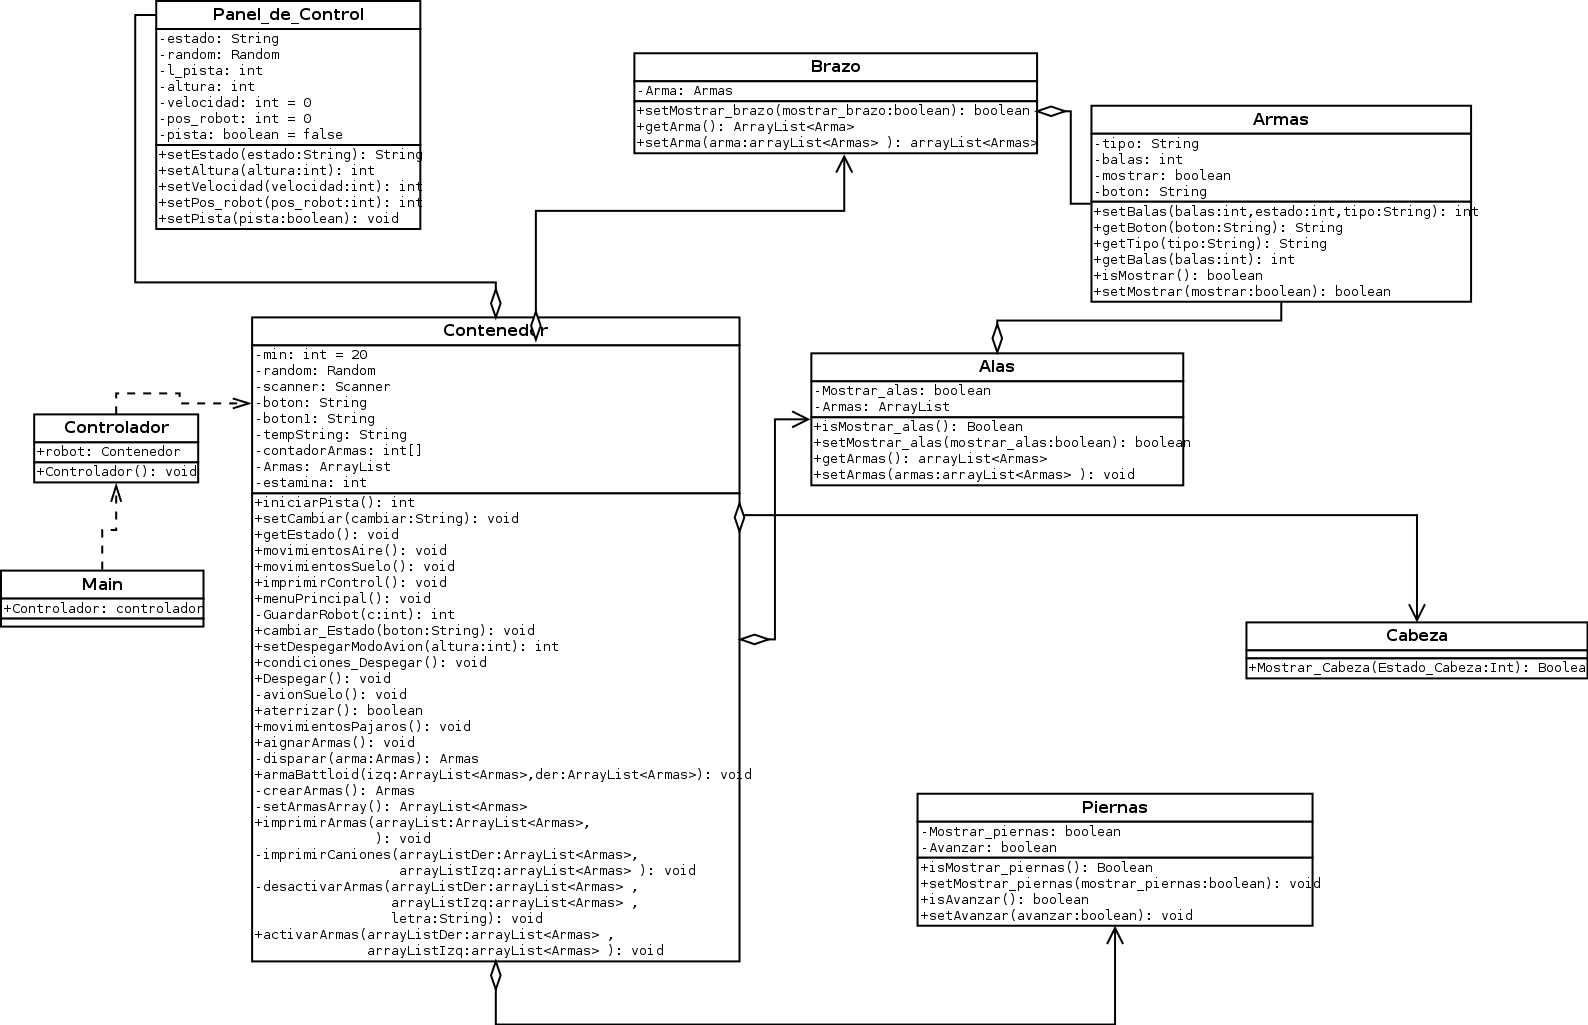 Panel_de_Control
-estado: String
-random: Random
-l_pista: int
-altura: int
-velocidad: int = 0
-pos_robot: int = 0
-pista: boolean = false
+setEstado(estado:String): String
+setAltura(altura:int): int
+setVelocidad(velocidad:int): int
+setPos_robot(pos_robot:int): int
+setPista(pista:boolean): void
Brazo
-Arma: Armas
+setMostrar_brazo(mostrar_brazo:boolean): boolean
+getArma(): ArrayList<Arma>
+setArma(arma:arrayList<Armas> ): arrayList<Armas>
Armas
-tipo: String
-balas: int
-mostrar: boolean
-boton: String
+setBalas(balas:int,estado:int,tipo:String): int
+getBoton(boton:String): String
+getTipo(tipo:String): String
+getBalas(balas:int): int
+isMostrar(): boolean
+setMostrar(mostrar:boolean): boolean
Contenedor
-min: int = 20
-random: Random
-scanner: Scanner
-boton: String
-boton1: String
-tempString: String
-contadorArmas: int[]
-Armas: ArrayList
-estamina: int
+iniciarPista(): int
+setCambiar(cambiar:String): void
+getEstado(): void
+movimientosAire(): void
+movimientosSuelo(): void
+imprimirControl(): void
+menuPrincipal(): void
-GuardarRobot(c:int): int
+cambiar_Estado(boton:String): void
+setDespegarModoAvion(altura:int): int
+condiciones_Despegar(): void
+Despegar(): void
-avionSuelo(): void
+aterrizar(): boolean
+movimientosPajaros(): void
+aignarArmas(): void
-disparar(arma:Armas): Armas
+armaBattloid(izq:ArrayList<Armas>,der:ArrayList<Armas>): void
-crearArmas(): Armas
-setArmasArray(): ArrayList<Armas>
+imprimirArmas(arrayList:ArrayList<Armas>,
): void
-imprimirCaniones(arrayListDer:ArrayList<Armas>,
arrayListIzq:arrayList<Armas> ): void
-desactivarArmas(arrayListDer:arrayList<Armas> ,
arrayListIzq:arrayList<Armas> ,
letra:String): void
+activarArmas(arrayListDer:arrayList<Armas> ,
arrayListIzq:arrayList<Armas> ): void
Alas
-Mostrar_alas: boolean
-Armas: ArrayList
+isMostrar_alas(): Boolean
+setMostrar_alas(mostrar_alas:boolean): boolean
+getArmas(): arrayList<Armas>
+setArmas(armas:arrayList<Armas> ): void
Controlador
+robot: Contenedor
+Controlador(): void
Main
+Controlador: controlador
Cabeza
+Mostrar_Cabeza(Estado_Cabeza:Int): Boolea
Piernas
-Mostrar_piernas: boolean
-Avanzar: boolean
+isMostrar_piernas(): Boolean
+setMostrar_piernas(mostrar_piernas:boolean): void
+isAvanzar(): boolean
+setAvanzar(avanzar:boolean): void